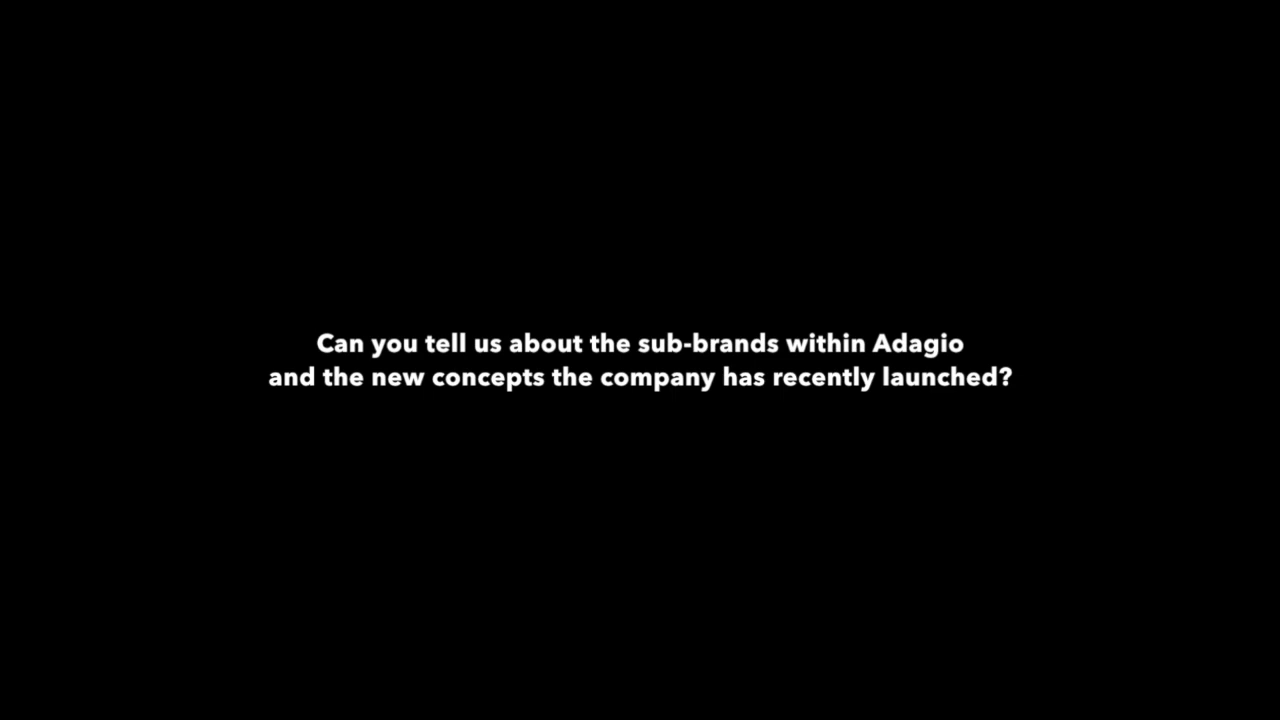 Can you tell us about the sub-brands within Adagio
and the new concepts the company has recently launched?